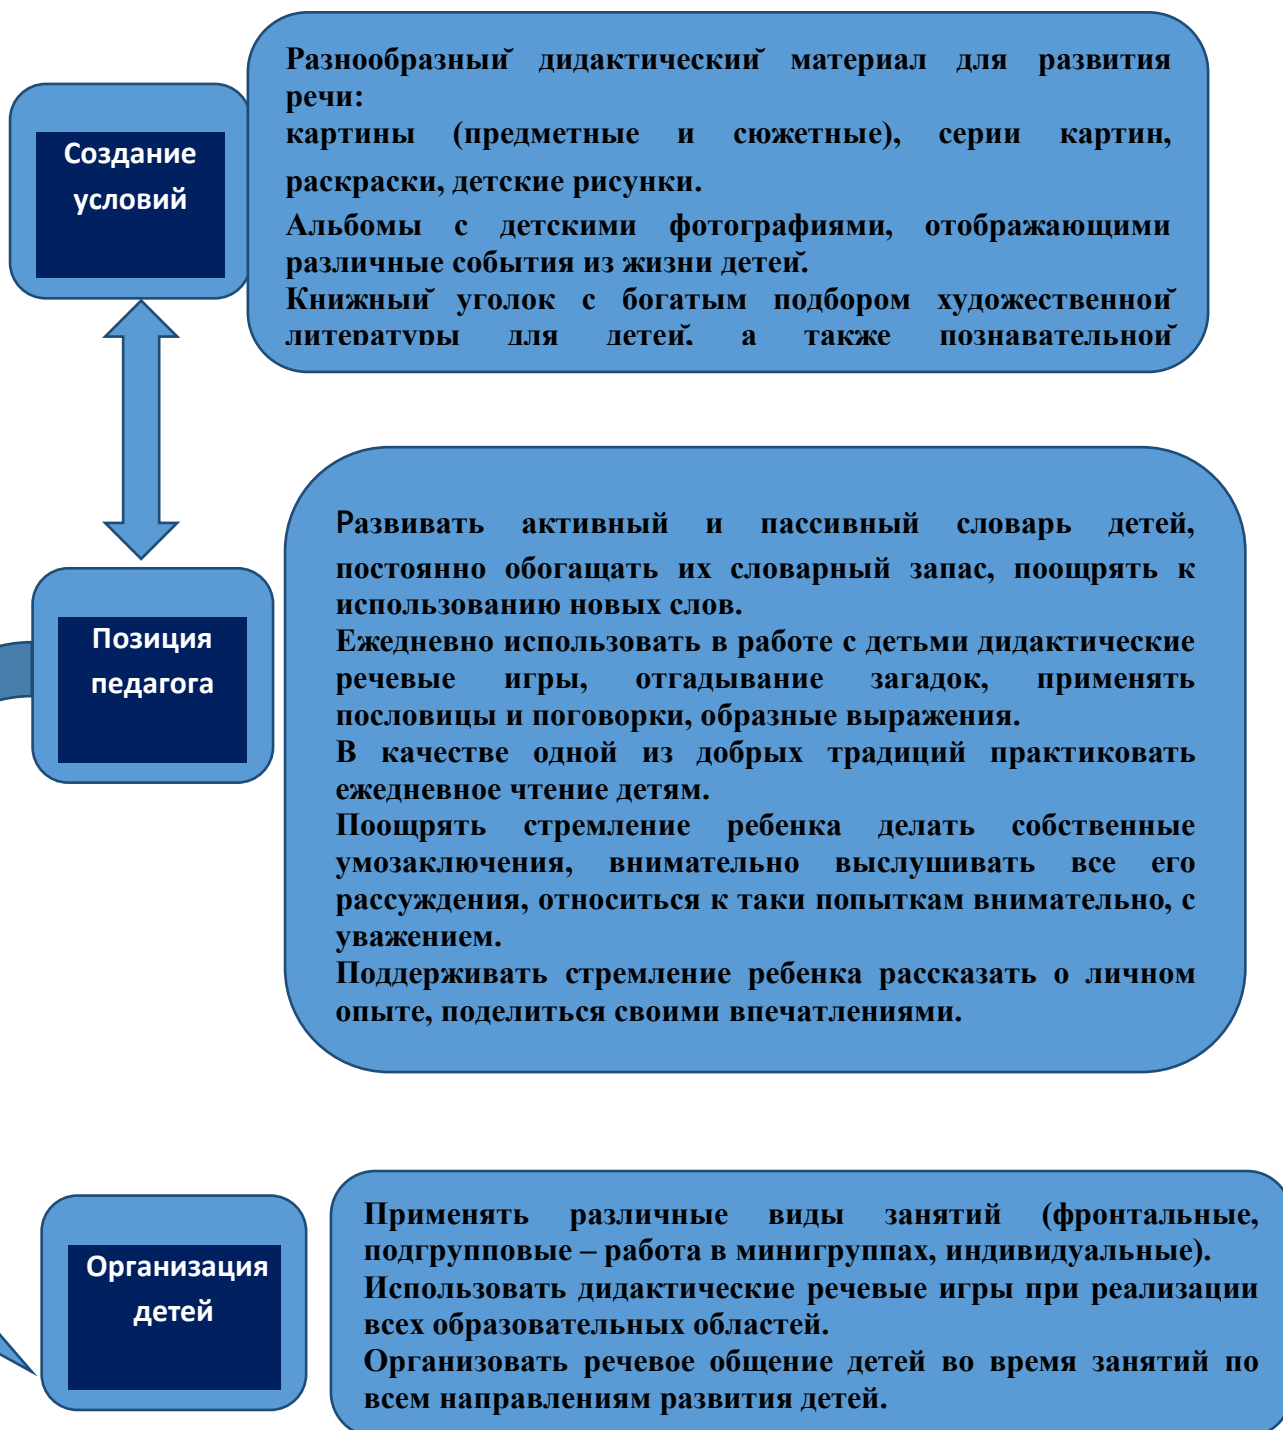 Создание
условий
Разнообразный дидактический материал для развития
речи:
картины (предметные и сюжетные), серии картин,
раскраски, детские рисунки.
Альбомы с детскими фотографиями, отображающими
различные события из жизни детей.
Книжный уголок с богатым подбором художественной
литературы для детей, а также познавательной
Позиция
педагога
Развивать активный и пассивный словарь детей,
постоянно обогащать их словарный запас, поощрять к
использованию новых слов.
Ежедневно использовать в работе с детьми дидактические
речевые игры, отгадывание загадок, применять
пословицы и поговорки, образные выражения.
В качестве одной из добрых традиций практиковать
ежедневное чтение детям.
Поощрять стремление ребенка делать собственные
умозаключения, внимательно выслушивать все его
рассуждения, относиться к таки попыткам внимательно, с
уважением.
Поддерживать стремление ребенка рассказать о личном
опыте, поделиться своими впечатлениями.
Организация
детей
Применять различные виды занятий (фронтальные,
подгрупповые – работа в минигруппах, индивидуальные).
Использовать дидактические речевые игры при реализации
всех образовательных областей.
Организовать речевое общение детей во время занятий по
всем направлениям развития детей.